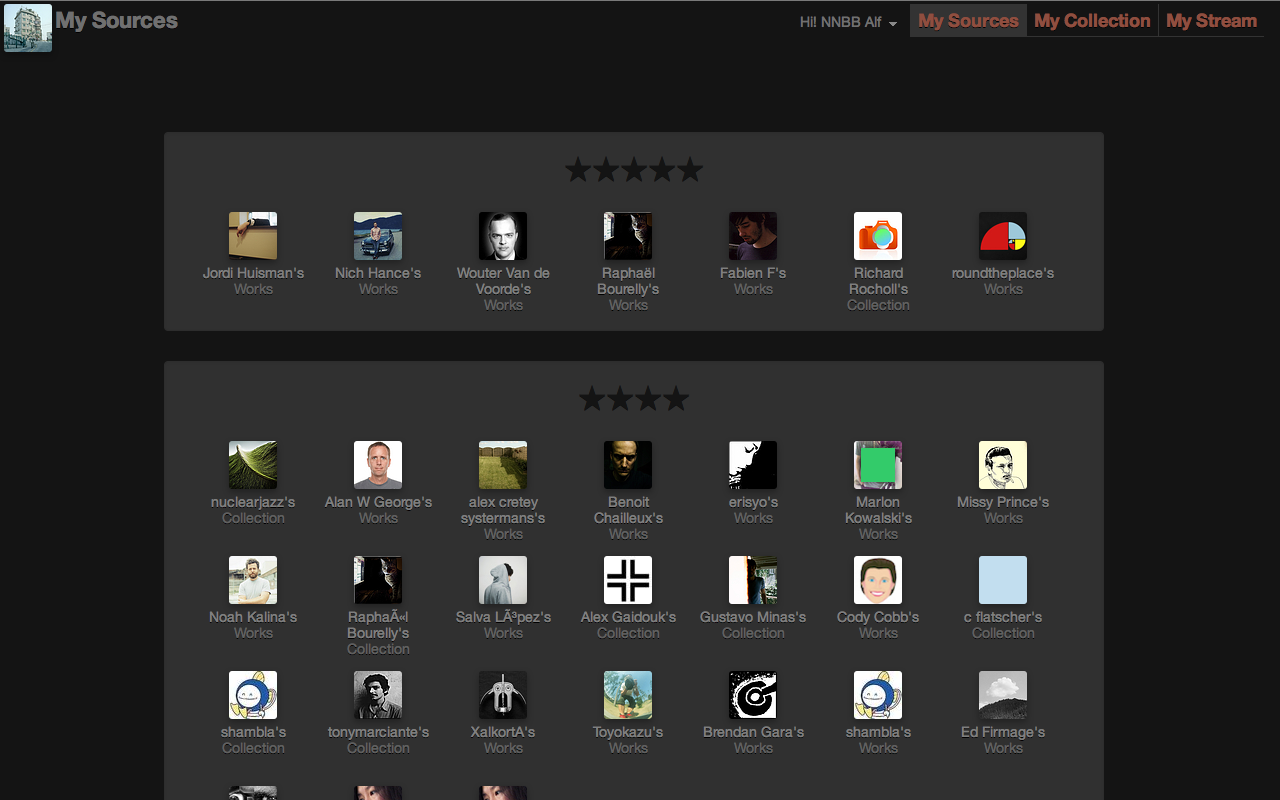 My Sources
Hi! NNBB Alf
My Sources
My Collection
My Stream
★★★★★
Jordi Huisman's
Works
Nich Hance's
Works
Wouter Van de
Voorde's
Works
Raphaël
Bourelly's
Works
Fabien F's
Works
Richard
Rocholl's
Collection
roundtheplace's
Works
★★★★
nuclearjazz's
Collection
Alan W George's
Works
alex cretey
systermans's
Works
Benoit
Chailleux's
Works
erisyo's
Works
Marlon
Kowalski's
Works
Missy Prince's
Works
Noah Kalina's
Works
RaphaÃ«l
Bourelly's
Collection
Salva LÃ³pez's
Works
Alex Gaidouk's
Collection
Gustavo Minas's
Collection
Cody Cobb's
Works
c flatscher's
Collection
shambla's
Collection
tonymarciante's
Collection
XalkortA's
Works
Toyokazu's
Works
Brendan Gara's
Works
shambla's
Works
Ed Firmage's
Works